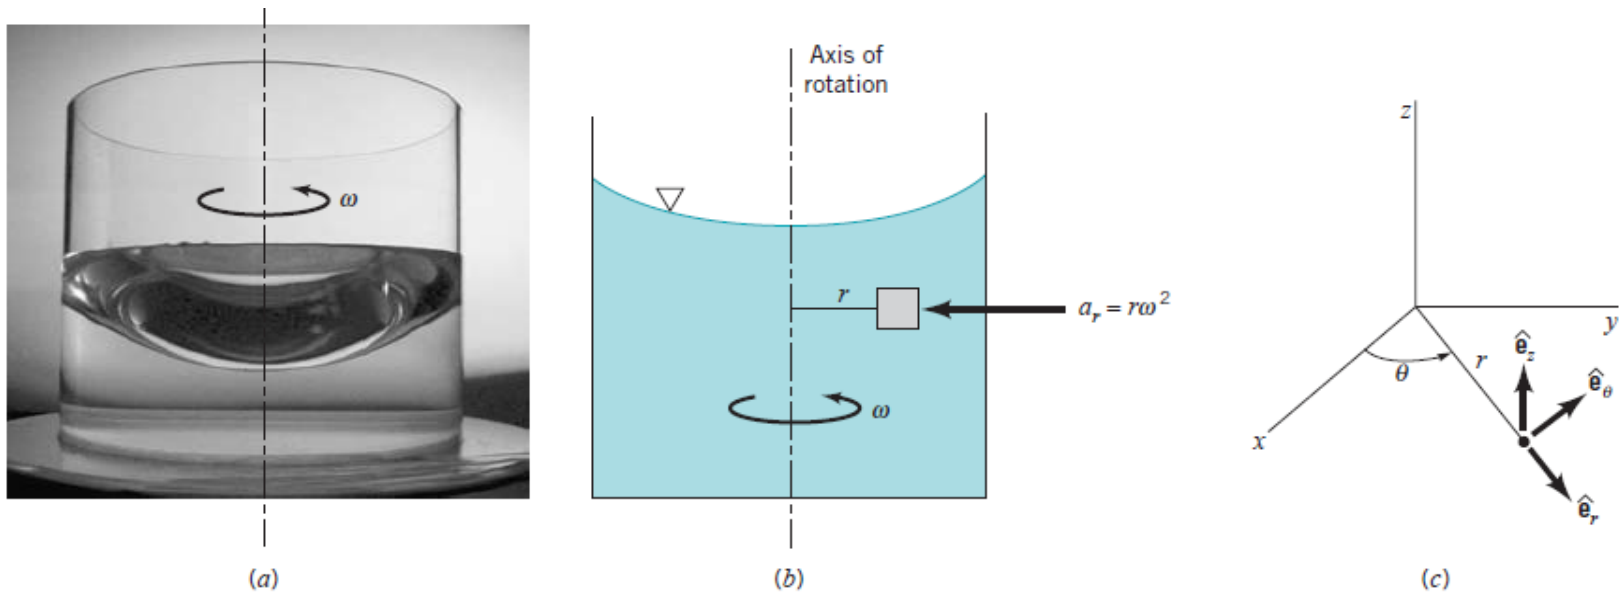 ω
(a)
Axis of
rotation
r
a_r = rω²
ω
(b)
z
y
x
θ
r
ê_z
ê_θ
ê_r
(c)